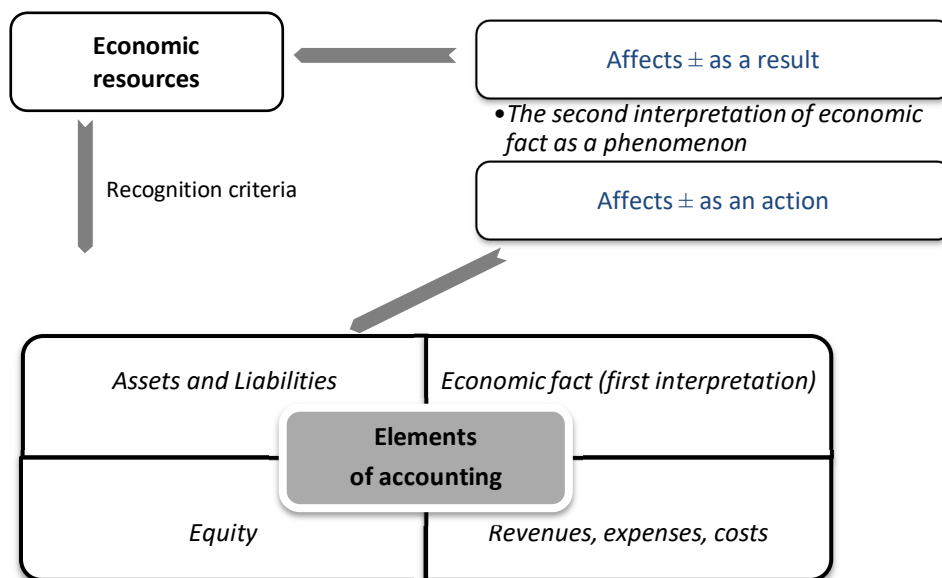 Economic
resources
Affects ± as a result
•The second interpretation of economic
fact as a phenomenon
Recognition criteria
Affects ± as an action
Assets and Liabilities
Economic fact (first interpretation)
Elements
of accounting
Equity
Revenues, expenses, costs